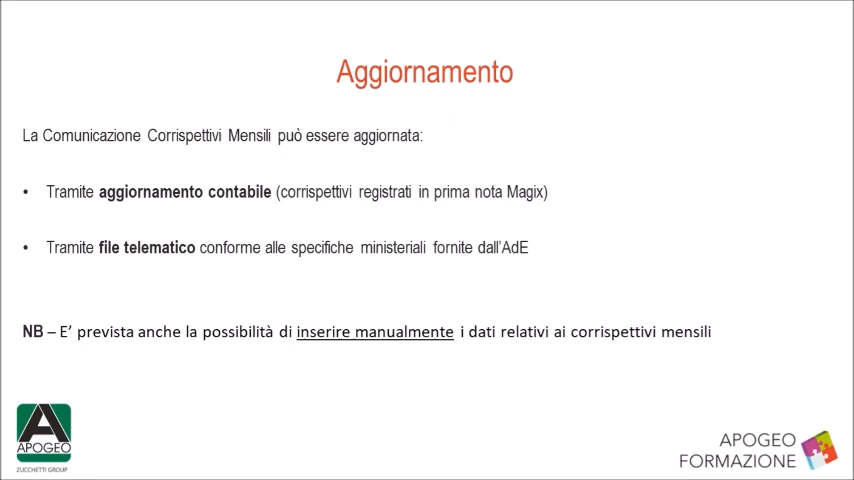 Aggiornamento
La Comunicazione Corrispettivi Mensili può essere aggiornata:
• Tramite aggiornamento contabile (corrispettivi registrati in prima nota Magix)
• Tramite file telematico conforme alle specifiche ministeriali fornite dall'AdE
NB – E' prevista anche la possibilità di inserire manualmente i dati relativi ai corrispettivi mensili
APOGEO
ZUCCHETTI GROUP
APOGEO
FORMAZIONE